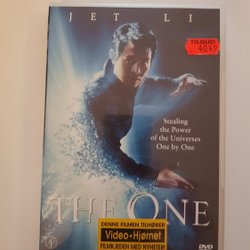 JET LI
TILBUD
Stealing
the Power
of the Universes
One by One
THE ONE
DENNE FILMEN TILHØRER
Video-Hjørnet
FILMKJEDEN MED NYHETER
DVD